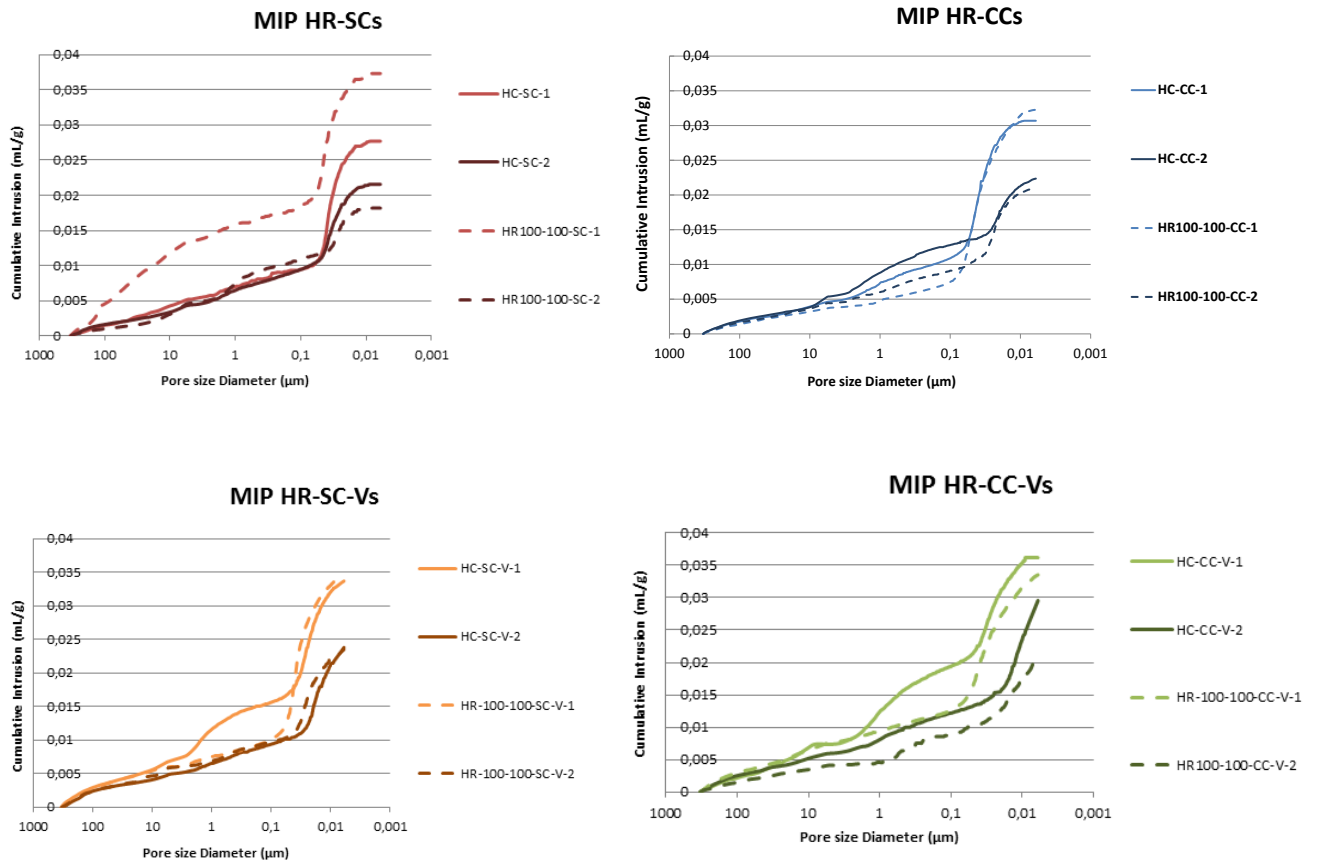 MIP HR-SCs
Cumulative Intrusion (mL/g)
0,04
0,035
0,03
0,025
0,02
0,015
0,01
0,005
0
1000 100 10 1 0,1 0,01 0,001
Pore size Diameter (µm)
HC-SC-1
HC-SC-2
HR100-100-SC-1
HR100-100-SC-2
MIP HR-CCs
Cumulative Intrusion (mL/g)
0,04
0,035
0,03
0,025
0,02
0,015
0,01
0,005
0
1000 100 10 1 0,1 0,01 0,001
Pore size Diameter (µm)
HC-CC-1
HC-CC-2
HR100-100-CC-1
HR100-100-CC-2
MIP HR-SC-Vs
Cumulative Intrusion (mL/g)
0,04
0,035
0,03
0,025
0,02
0,015
0,01
0,005
0
1000 100 10 1 0,1 0,01 0,001
Pore size Diameter (µm)
HC-SC-V-1
HC-SC-V-2
HR-100-100-SC-V-1
HR-100-100-SC-V-2
MIP HR-CC-Vs
Cumulative Intrusion (mL/g)
0,04
0,035
0,03
0,025
0,02
0,015
0,01
0,005
0
1000 100 10 1 0,1 0,01 0,001
Pore size Diameter (µm)
HC-CC-V-1
HC-CC-V-2
HR-100-100-CC-V-1
HR100-100-CC-V-2